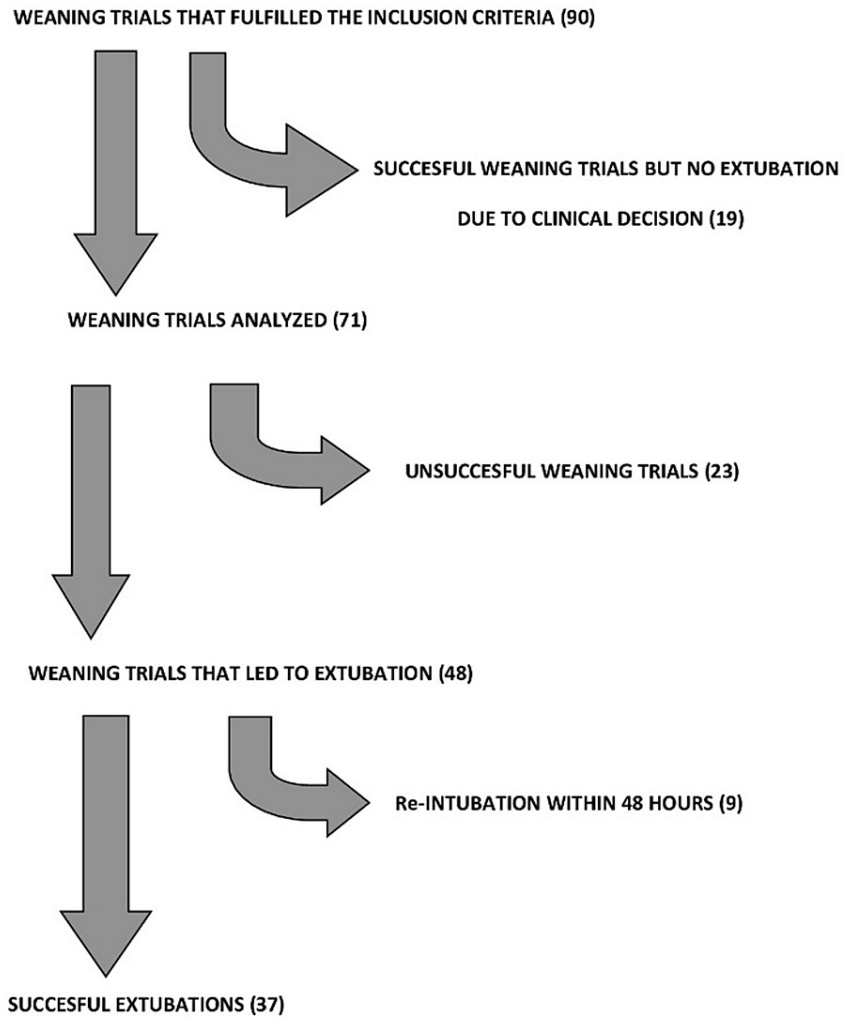 WEANING TRIALS THAT FULFILLED THE INCLUSION CRITERIA (90)
SUCCESFUL WEANING TRIALS BUT NO EXTUBATION
DUE TO CLINICAL DECISION (19)
WEANING TRIALS ANALYZED (71)
UNSUCCESFUL WEANING TRIALS (23)
WEANING TRIALS THAT LED TO EXTUBATION (48)
Re-INTUBATION WITHIN 48 HOURS (9)
SUCCESFUL EXTUBATIONS (37)